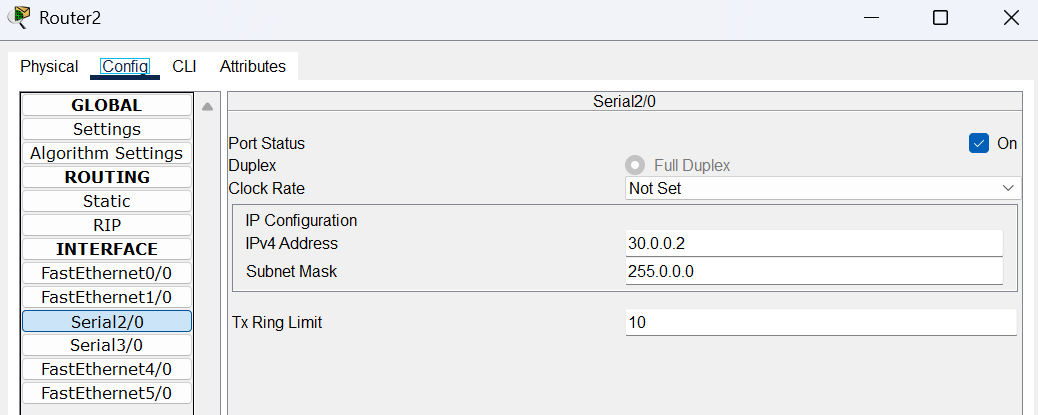 Router2
Physical Config CLI Attributes
GLOBAL
Settings
Algorithm Settings
ROUTING
Static
RIP
INTERFACE
FastEthernet0/0
FastEthernet1/0
Serial2/0
Serial3/0
FastEthernet4/0
FastEthernet5/0
Serial2/0
Port Status On
Duplex Full Duplex
Clock Rate Not Set
IP Configuration
IPv4 Address 30.0.0.2
Subnet Mask 255.0.0.0
Tx Ring Limit 10